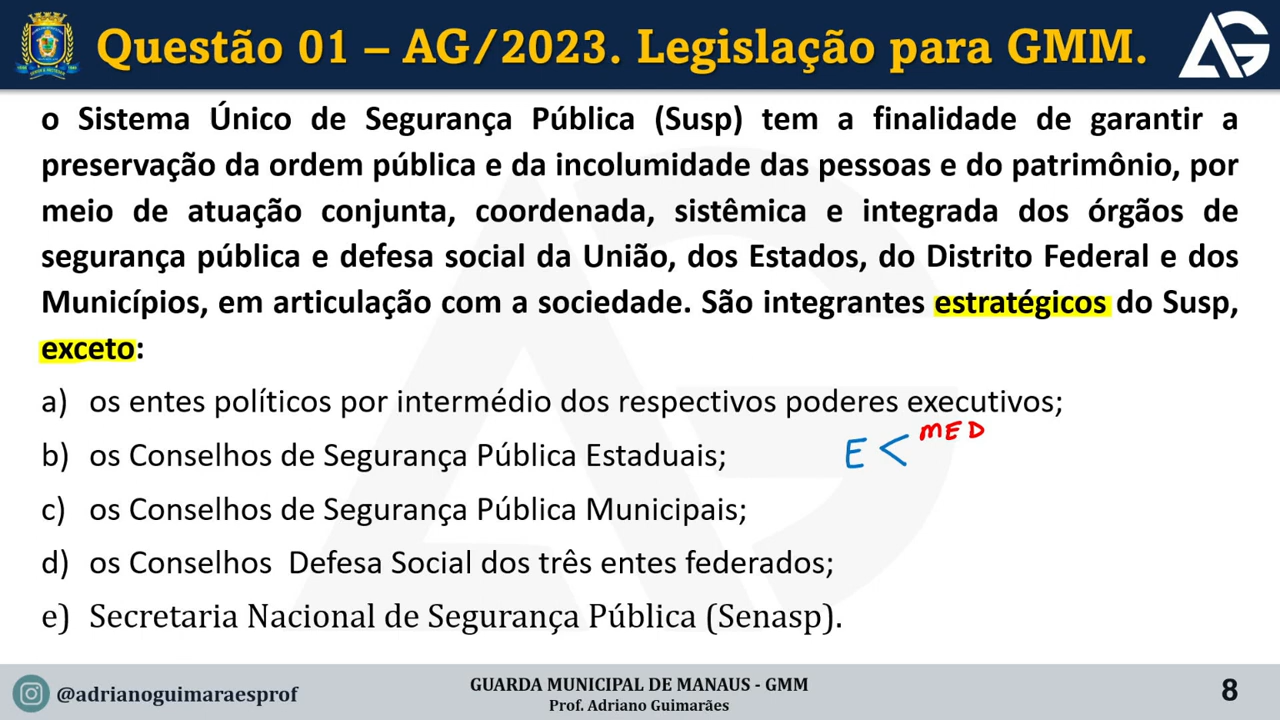 Questão 01 – AG/2023. Legislação para GMM.
AG
o Sistema Único de Segurança Pública (Susp) tem a finalidade de garantir a
preservação da ordem pública e da incolumidade das pessoas e do patrimônio, por
meio de atuação conjunta, coordenada, sistêmica e integrada dos órgãos de
segurança pública e defesa social da União, dos Estados, do Distrito Federal e dos
Municípios, em articulação com a sociedade. São integrantes estratégicos do Susp,
exceto:
a) os entes políticos por intermédio dos respectivos poderes executivos;
MED
b) os Conselhos de Segurança Pública Estaduais; E <
c) os Conselhos de Segurança Pública Municipais;
d) os Conselhos Defesa Social dos três entes federados;
e) Secretaria Nacional de Segurança Pública (Senasp).
@adrianoguimaraesprof
GUARDA MUNICIPAL DE MANAUS - GMM
Prof. Adriano Guimarães
8